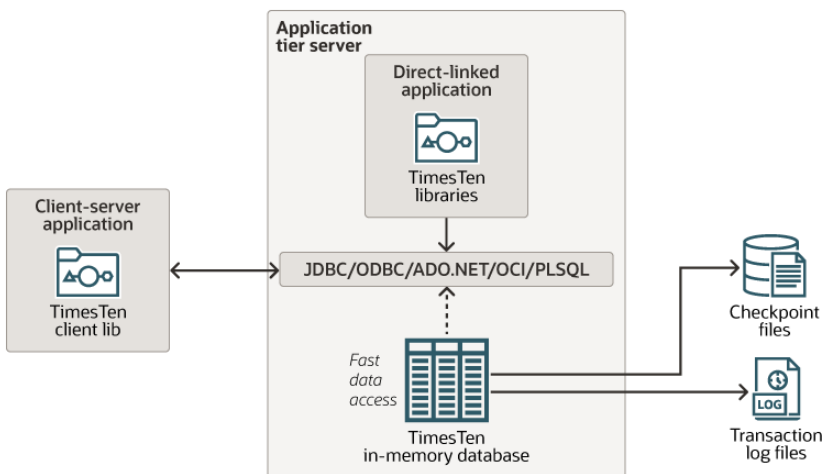 Application
tier server
Direct-linked
application
TimesTen
libraries
Client-server
application
TimesTen
client lib
JDBC/ODBC/ADO.NET/OCI/PLSQL
Checkpoint
files
Fast
data
access
TimesTen
in-memory database
LOG
Transaction
log files